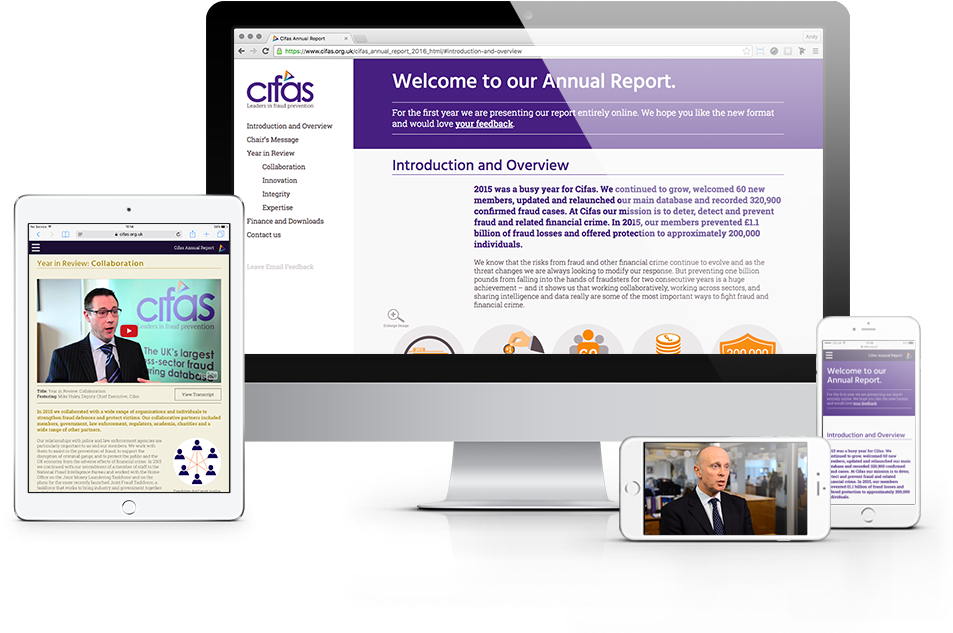 Cifas Annual Report
Andy
https://www.cifas.org.uk/cifas_annual_report_2016_html/#introduction-and-overview
cifas
Leaders in fraud prevention
Introduction and Overview
Chair's Message
Year in Review
Collaboration
Innovation
Integrity
Expertise
Finance and Downloads
Contact us
Leave Email Feedback
Welcome to our Annual Report.
For the first year we are presenting our report entirely online. We hope you like the new format
and would love your feedback.
Introduction and Overview
2015 was a busy year for Cifas. We continued to grow, welcomed 60 new
members, updated and relaunched our main database and recorded 320,900
confirmed fraud cases. At Cifas our mission is to deter, detect and prevent
fraud and related financial crime. In 2015, our members prevented £1.1
billion of fraud losses and offered protection to approximately 200,000
individuals.
We know that the risks from fraud and other financial crime continue to evolve and as the
threat changes we are always looking to modify our response. But preventing one billion
pounds from falling into the hands of fraudsters for two consecutive years is a huge
achievement – and it shows us that working collaboratively, working across sectors, and
sharing intelligence and data really are some of the most important ways to fight fraud and
financial crime.
Enlarge Image
60
200,000
cifas.org.uk
Cifas Annual Report
Year in Review: Collaboration
cifas
leaders in fraud prevention
The UK's largest
ss-sector fraud
aring database
Title: Year in Review: Collaboration
Featuring: Mike Haley, Deputy Chief Executive, Cifas
View Transcript
In 2015 we collaborated with a wide range of organisations and individuals to
strengthen fraud defences and protect victims. Our collaborative partners included
members, government, law enforcement, regulators, academia, charities and a
wide range of other partners.
Our relationships with police and law enforcement agencies are
particularly important to us and our members. We work with
them to assist in the prevention of fraud, to support the
disruption of criminal gangs, and to protect the public and the
UK economy from the adverse effects of financial crime. In 2015
we continued with our secondment of a member of staff to the
National Fraud Intelligence Bureau and worked with the Home
Office on the Joint Money Laundering Taskforce and on the
plans for the more recently launched Joint Fraud Taskforce, a
taskforce that works to bring industry and government together
Cifas Annual Report
Welcome to our
Annual Report.
For the first year we are presenting our report
entirely online. We hope you like the new format
and would love your feedback.
Introduction and Overview
2015 was a busy year for Cifas. We
continued to grow, welcomed 60 new
members, updated and relaunched our main
database and recorded 320,900 confirmed
fraud cases. At Cifas our mission is to deter,
detect and prevent fraud and related
financial crime. In 2015, our members
prevented £1.1 billion of fraud losses and
offered protection to approximately 200,000
individuals.